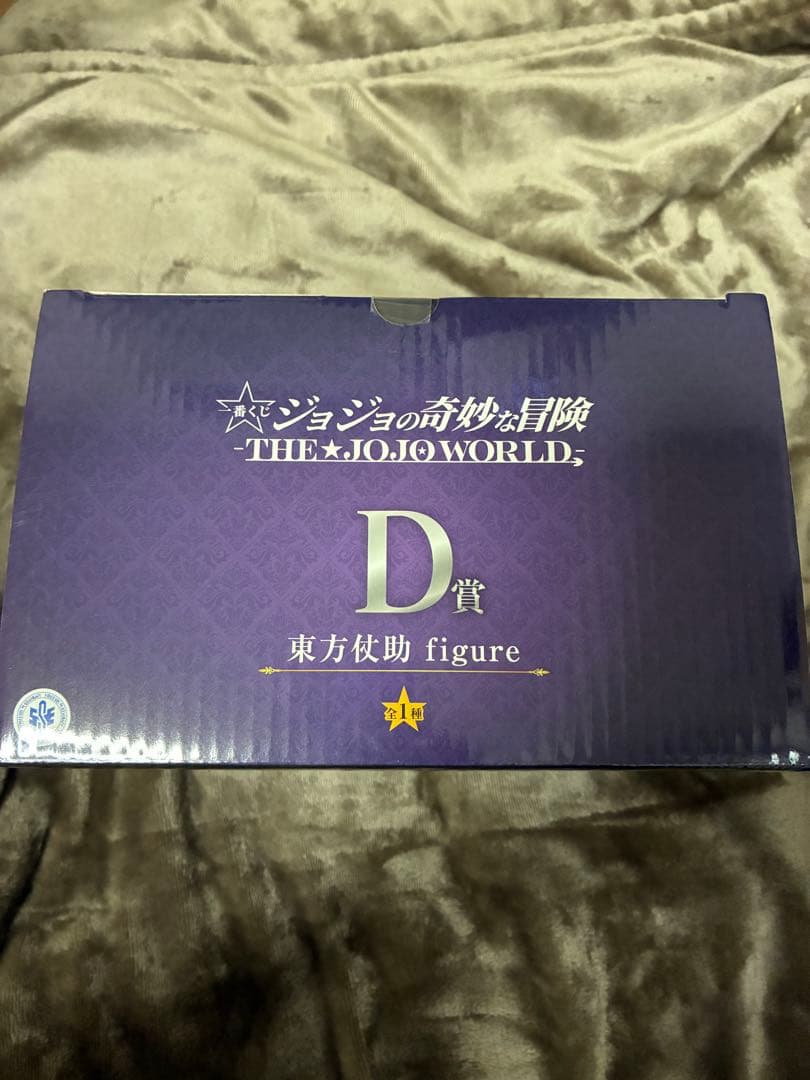 一番くじ ジョジョの奇妙な冒険
-THE★JOJO WORLD-
D賞
東方仗助 figure
全1種